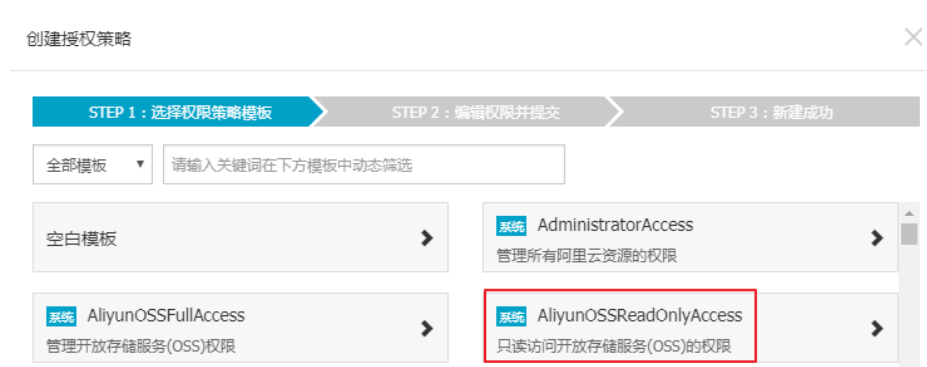 创建授权策略
STEP 1：选择权限策略模板
STEP 2：编辑权限并提交
STEP 3：新建成功
全部模板
请输入关键词在下方模板中动态筛选
空白模板
系统 AdministratorAccess
管理所有阿里云资源的权限
系统 AliyunOSSFullAccess
管理开放存储服务(OSS)权限
系统 AliyunOSSReadOnlyAccess
只读访问开放存储服务(OSS)的权限